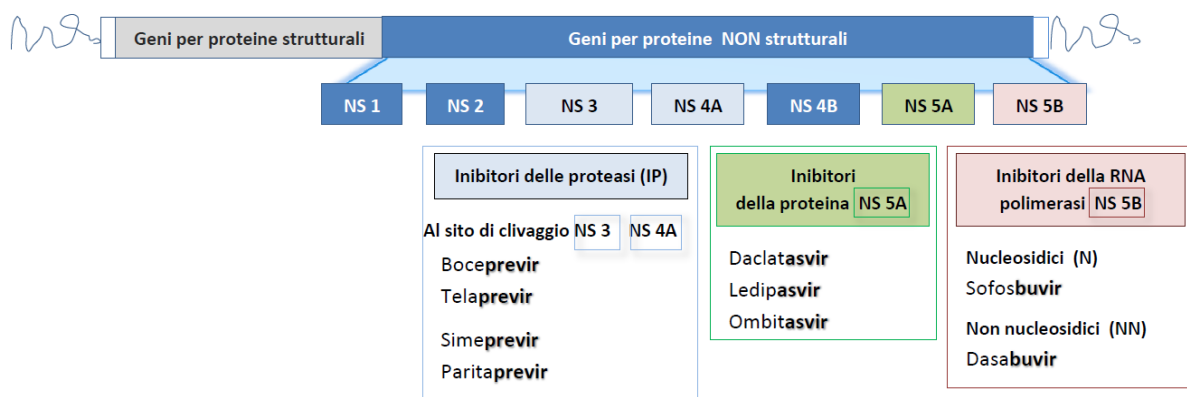 Geni per proteine strutturali
Geni per proteine NON strutturali
NS 1
NS 2
NS 3
NS 4A
NS 4B
NS 5A
NS 5B
Inibitori delle proteasi (IP)
Al sito di clivaggio NS 3 NS 4A
Boceprevir
Telaprevir
Simeprevir
Paritaprevir
Inibitori
della proteina NS 5A
Daclatasvir
Ledipasvir
Ombitasvir
Inibitori della RNA
polimerasi NS 5B
Nucleosidici (N)
Sofosbuvir
Non nucleosidici (NN)
Dasabuvir